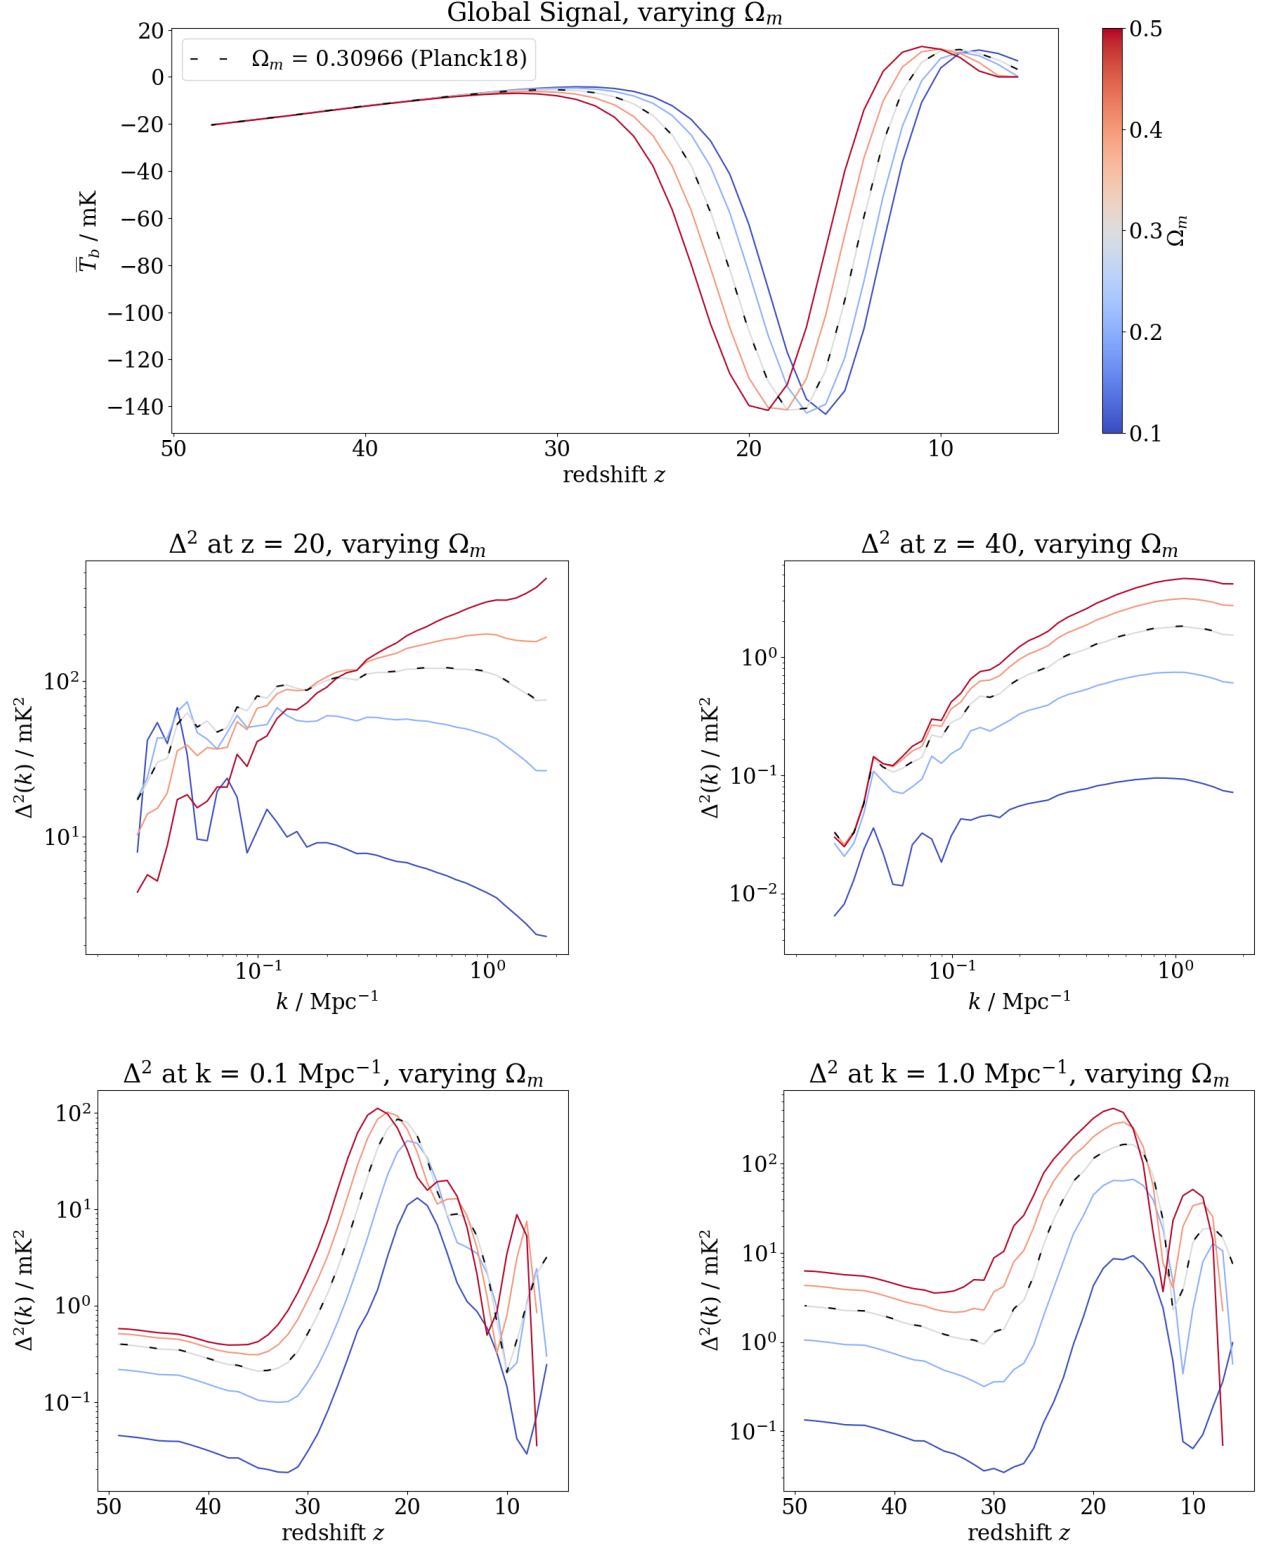 Global Signal, varying Ωₘ
20
0
−20
−40
−60
−80
−100
−120
−140
T̅_b / mK
Ωₘ = 0.30966 (Planck18)
50 40 30 20 10
redshift z
0.5
0.4
0.3
0.2
0.1
Ωₘ
Δ² at z = 20, varying Ωₘ
10²
10¹
Δ²(k) / mK²
10⁻¹ 10⁰
k / Mpc⁻¹
Δ² at z = 40, varying Ωₘ
10⁰
10⁻¹
10⁻²
Δ²(k) / mK²
10⁻¹ 10⁰
k / Mpc⁻¹
Δ² at k = 0.1 Mpc⁻¹, varying Ωₘ
10²
10¹
10⁰
10⁻¹
Δ²(k) / mK²
50 40 30 20 10
redshift z
Δ² at k = 1.0 Mpc⁻¹, varying Ωₘ
10²
10¹
10⁰
10⁻¹
Δ²(k) / mK²
50 40 30 20 10
redshift z